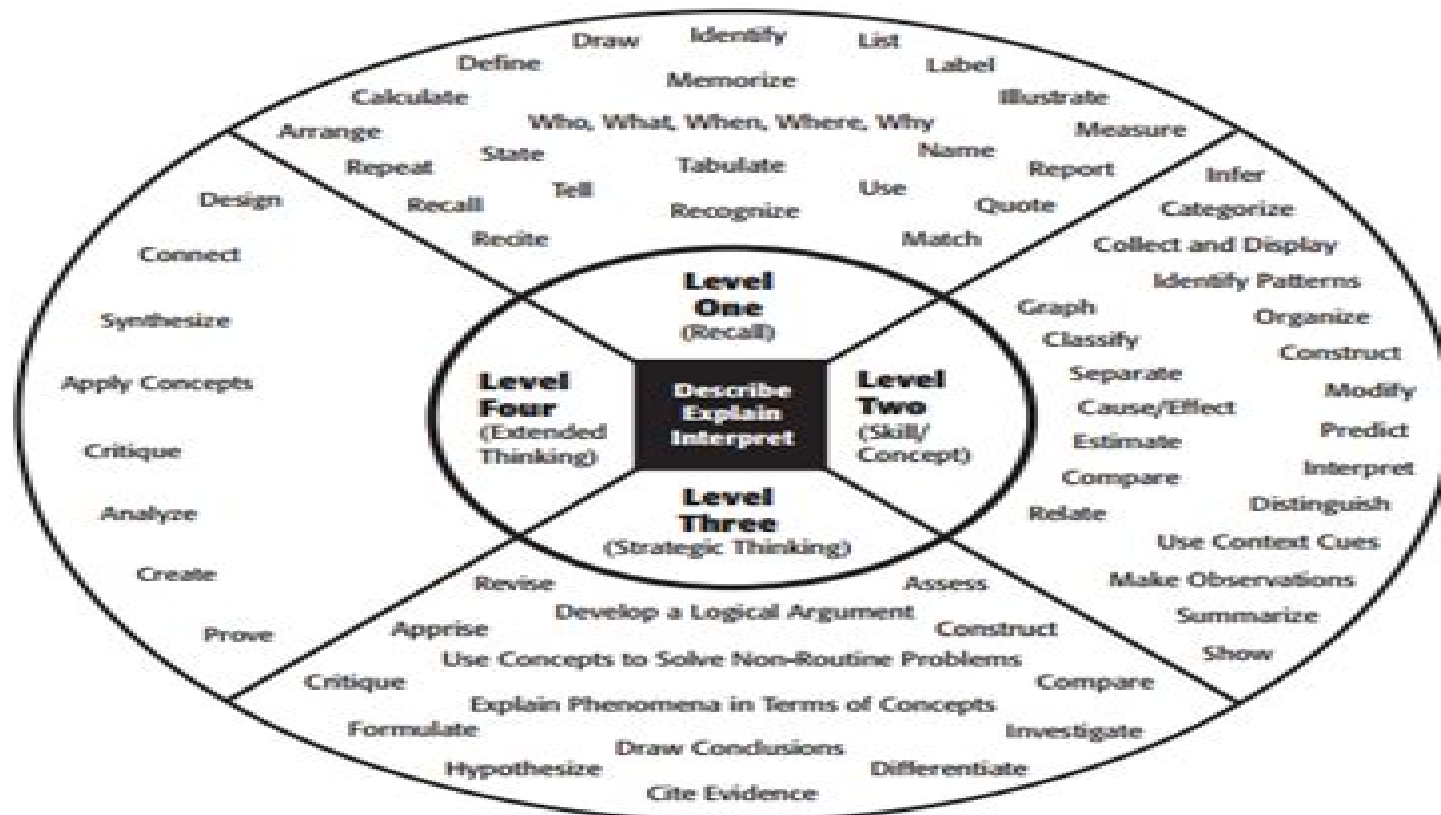 Draw
Identify
List
Define
Label
Memorize
Calculate
Illustrate
Arrange
Who, What, When, Where, Why
Measure
Repeat
State
Tabulate
Name
Report
Recall
Tell
Recognize
Use
Quote
Recite
Match
Level
One
(Recall)
Infer
Categorize
Collect and Display
Identify Patterns
Graph
Organize
Classify
Construct
Separate
Modify
Cause/Effect
Predict
Estimate
Interpret
Compare
Distinguish
Relate
Use Context Cues
Make Observations
Summarize
Show
Level
Two
(Skill/
Concept)
Describe
Explain
Interpret
Level
Three
(Strategic Thinking)
Revise
Assess
Develop a Logical Argument
Apprise
Construct
Use Concepts to Solve Non-Routine Problems
Critique
Compare
Explain Phenomena in Terms of Concepts
Formulate
Investigate
Draw Conclusions
Hypothesize
Differentiate
Cite Evidence
Level
Four
(Extended
Thinking)
Design
Connect
Synthesize
Apply Concepts
Critique
Analyze
Create
Prove